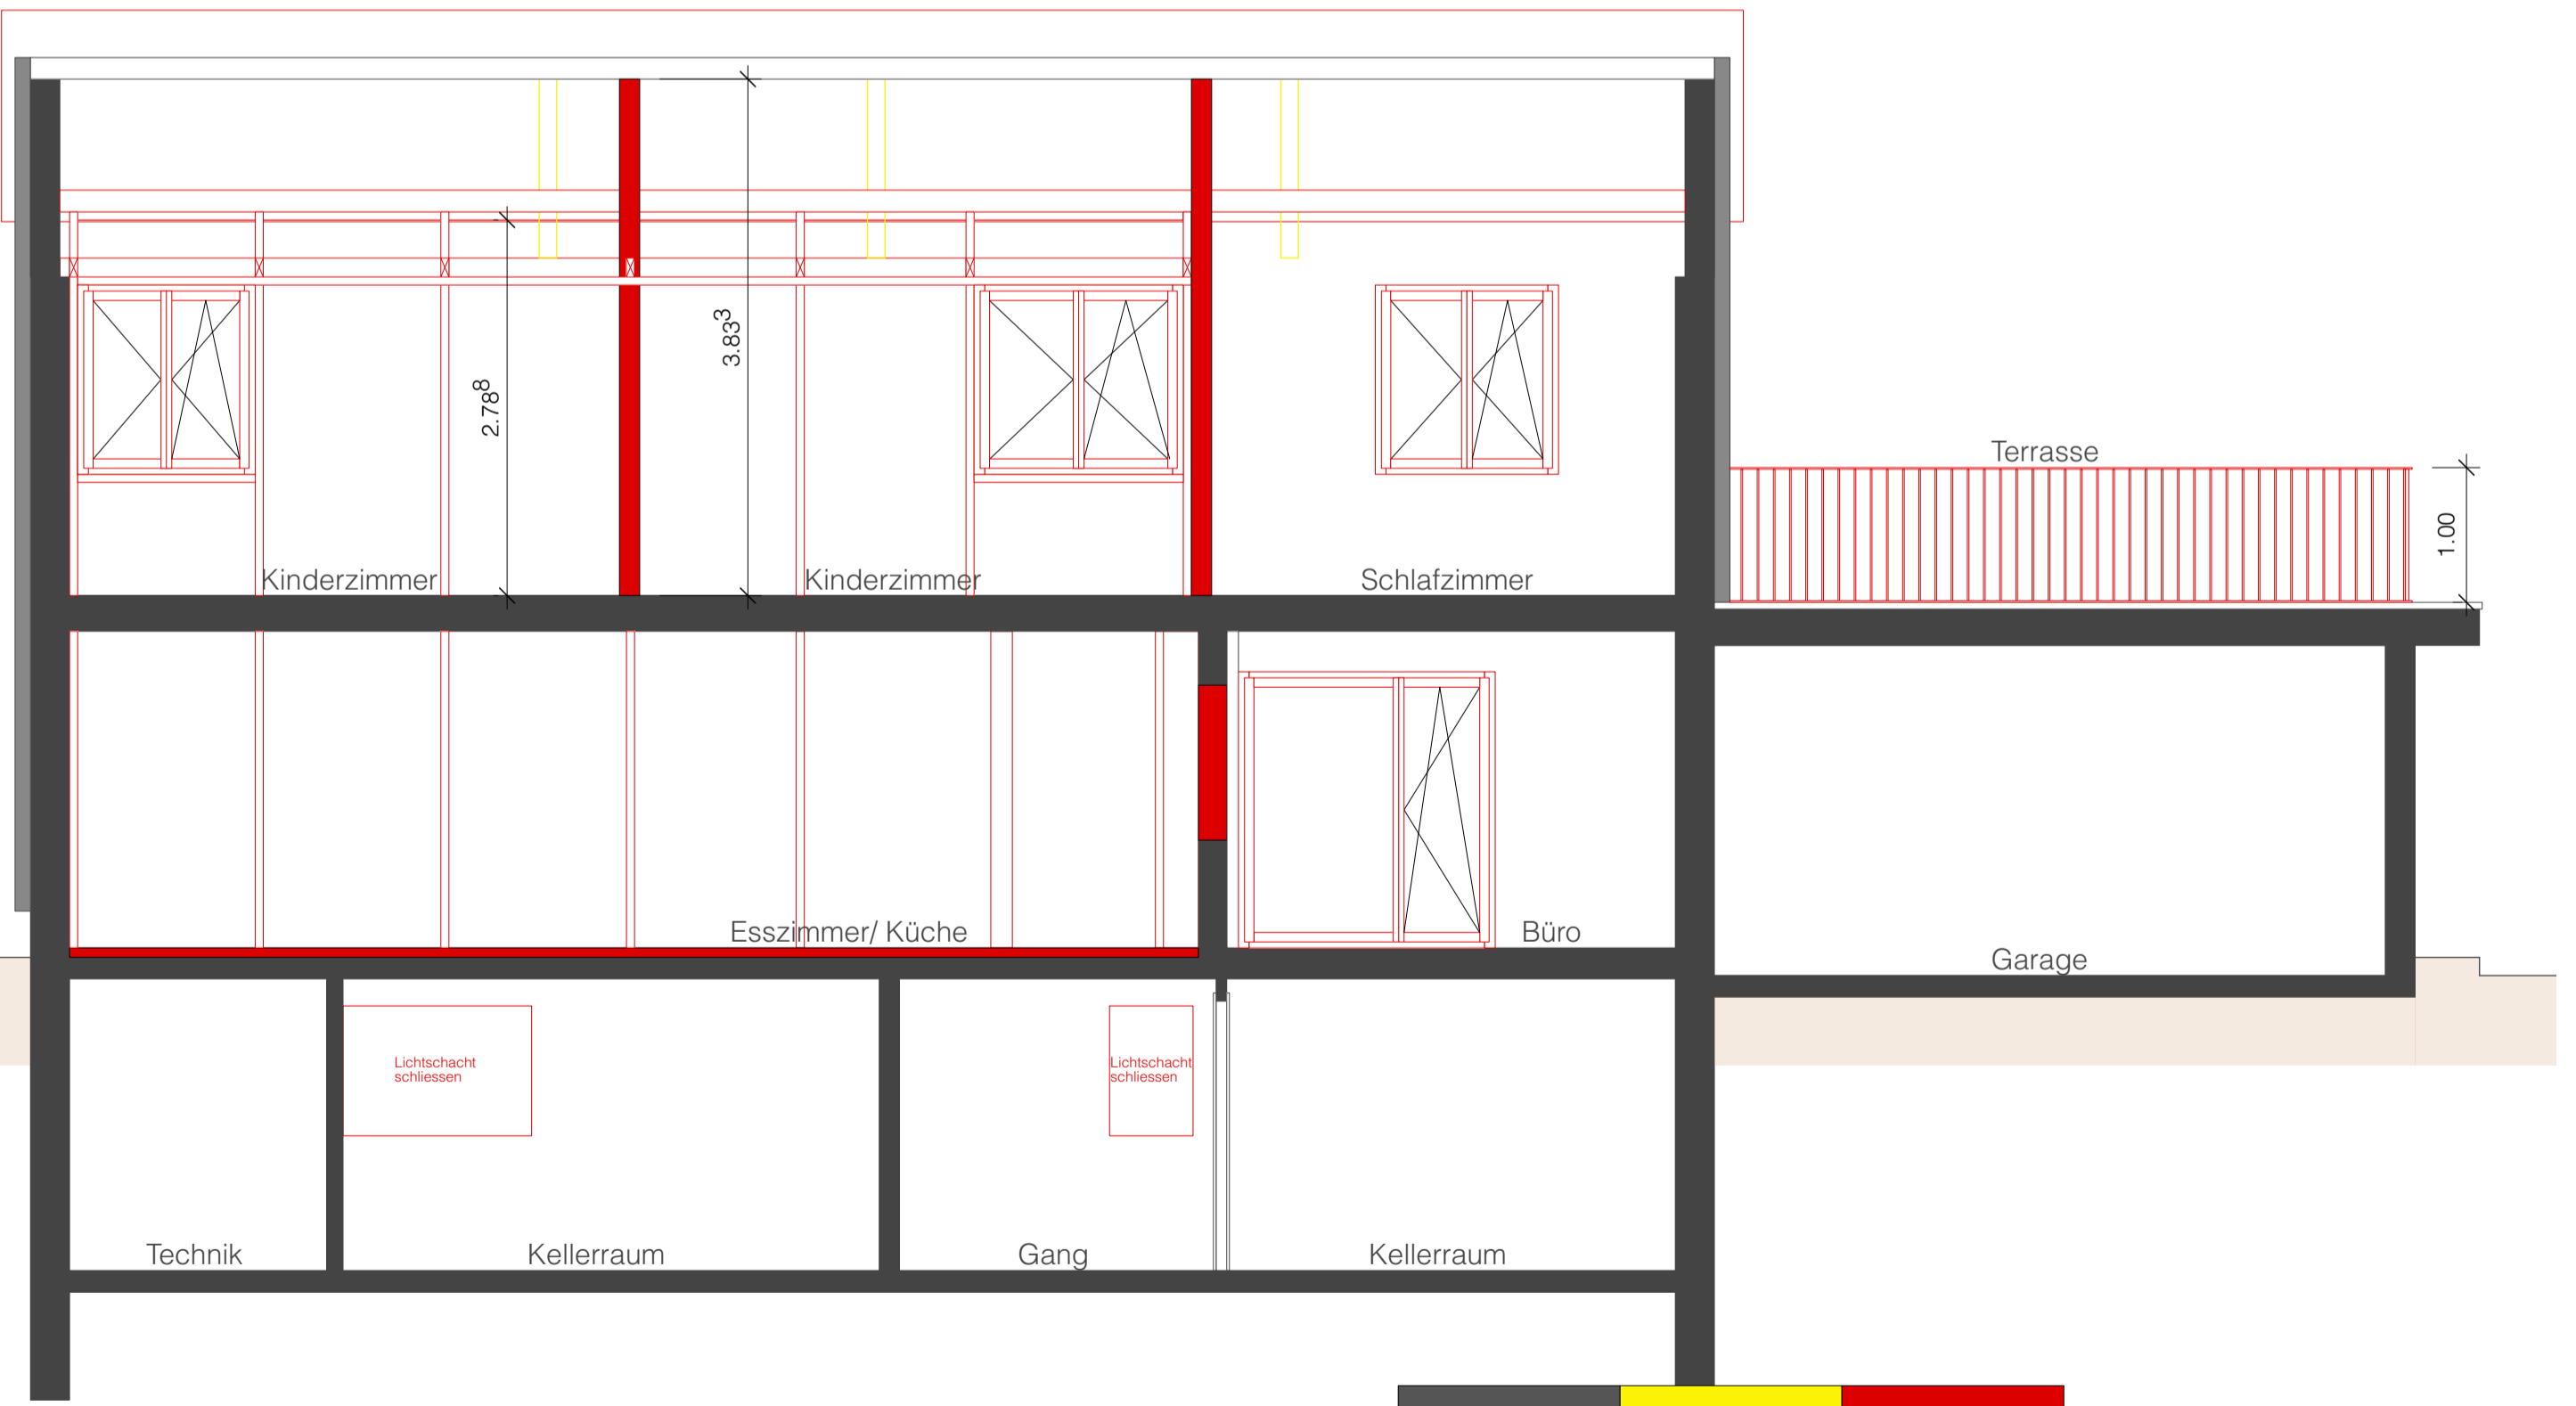 3.83³
2.78⁸
Terrasse
1.00
Kinderzimmer
Kinderzimmer
Schlafzimmer
Esszimmer/ Küche
Büro
Garage
Lichtschacht
schliessen
Lichtschacht
schliessen
Technik
Kellerraum
Gang
Kellerraum